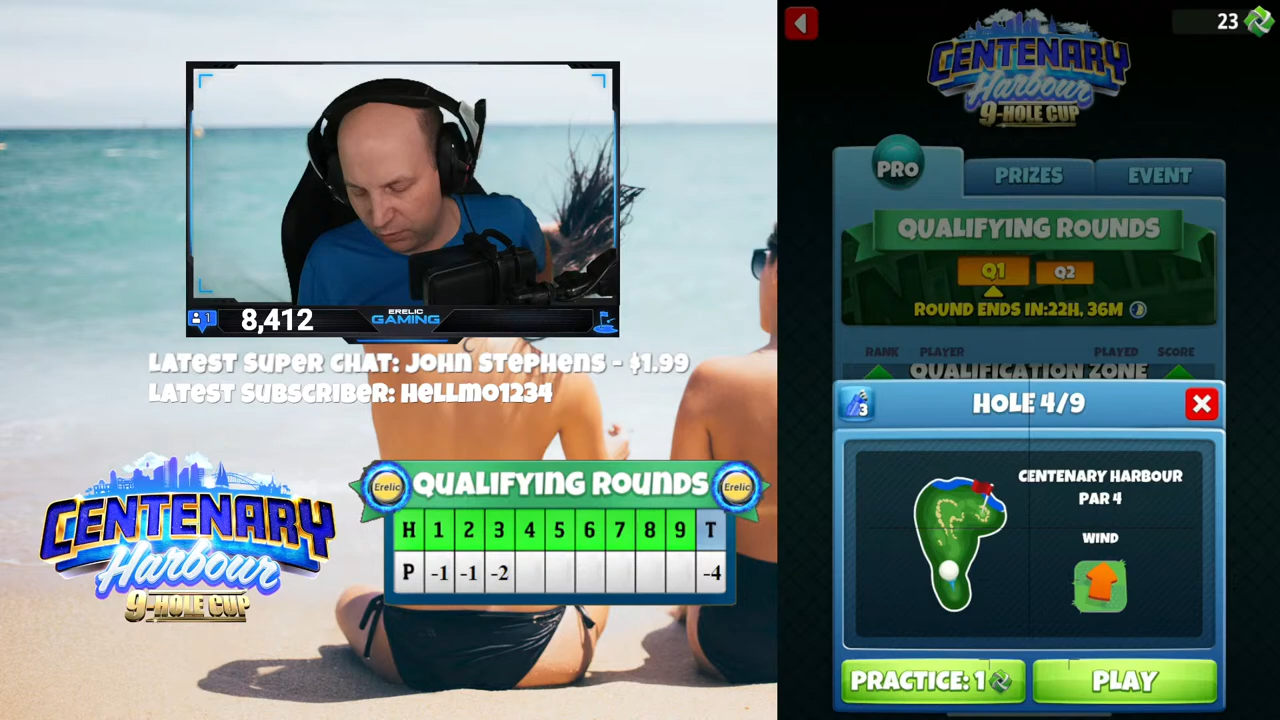 1
8,412
ERELIC
GAMING
LATEST SUPER CHAT: JOHN STEPHENS - $1.99
LATEST SUBSCRIBER: HELLMO1234
CENTENARY
Harbour
9-HOLE CUP
Erelic
QUALIFYING ROUNDS
Erelic
H 1 2 3 4 5 6 7 8 9 T
P -1 -1 -2 -4
23
CENTENARY
Harbour
9-HOLE CUP
PRO
PRIZES
EVENT
QUALIFYING ROUNDS
Q1
Q2
ROUND ENDS IN:22H, 36M
RANK PLAYER PLAYED SCORE
QUALIFICATION ZONE
3
HOLE 4/9
CENTENARY HARBOUR
PAR 4
WIND
PRACTICE: 1
PLAY